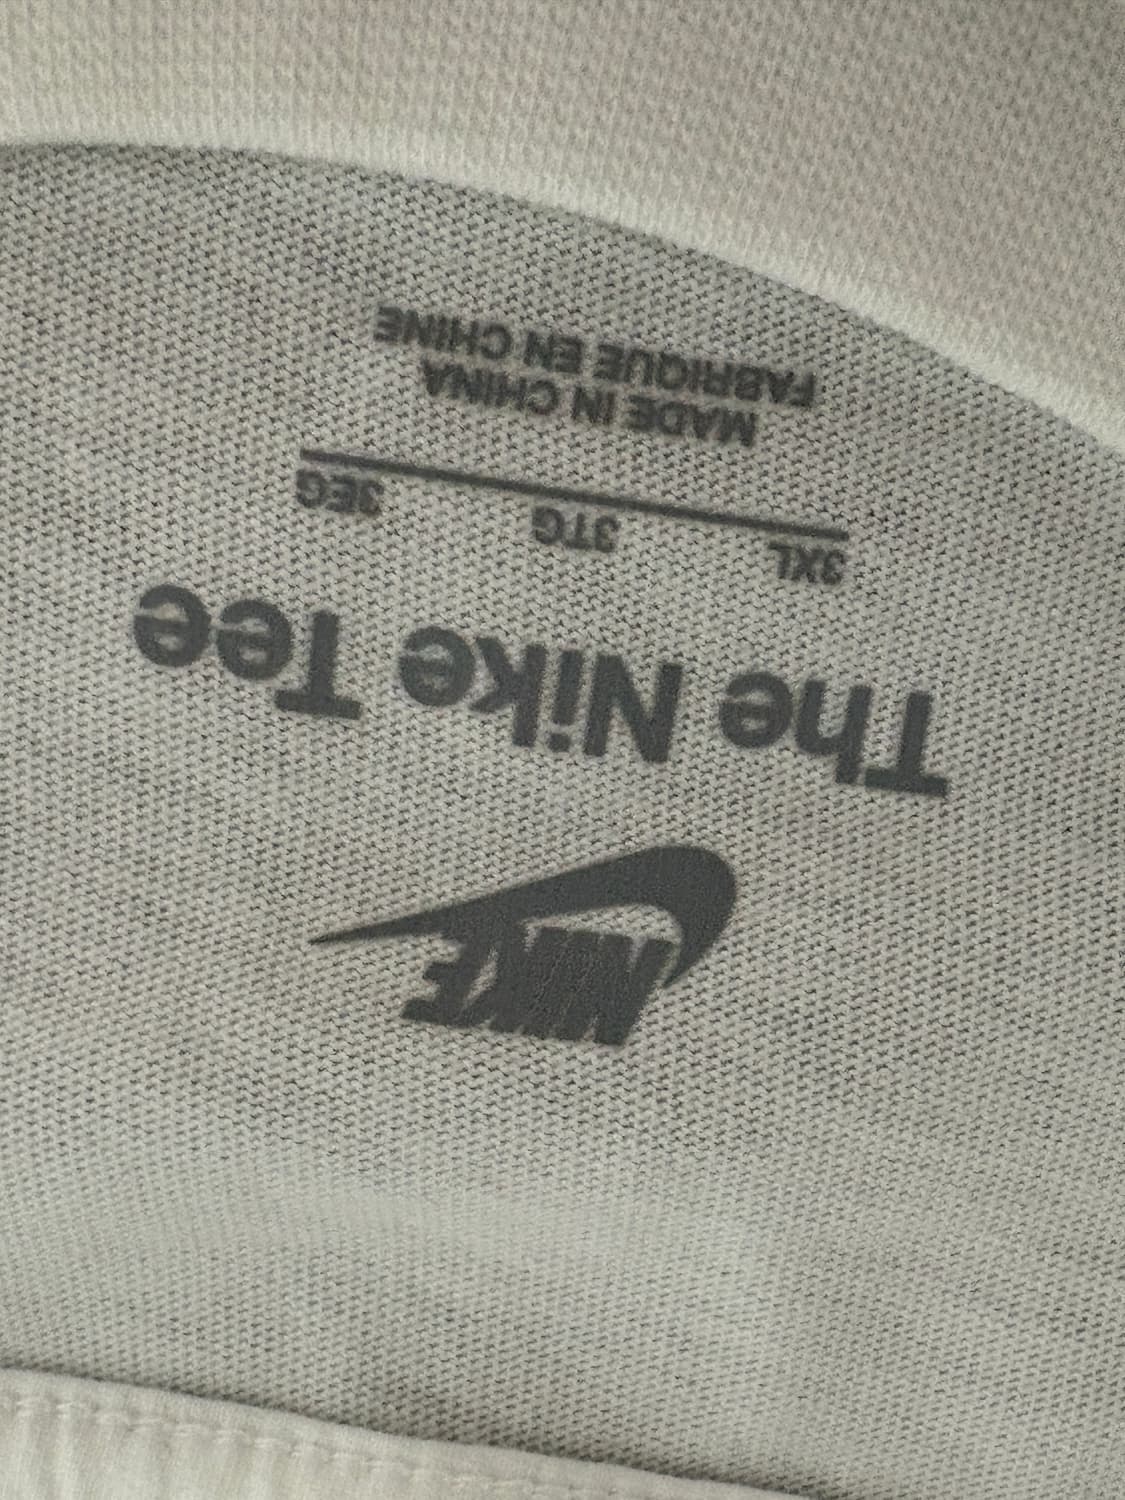 NIKE
The Nike Tee
3XL 3TG 3EG
MADE IN CHINA
FABRIQUE EN CHINE